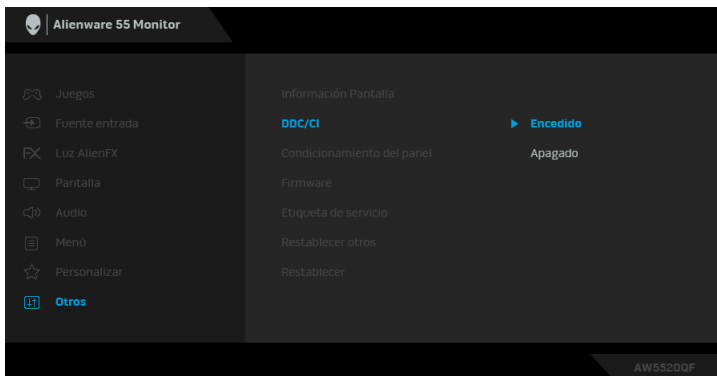 Alienware 55 Monitor
Juegos
Fuente entrada
FX Luz AlienFX
Pantalla
Audio
Menú
Personalizar
Otros
Información Pantalla
DDC/CI
Condicionamiento del panel
Firmware
Etiqueta de servicio
Restablecer otros
Restablecer
Encedido
Apagado
AW5520QF